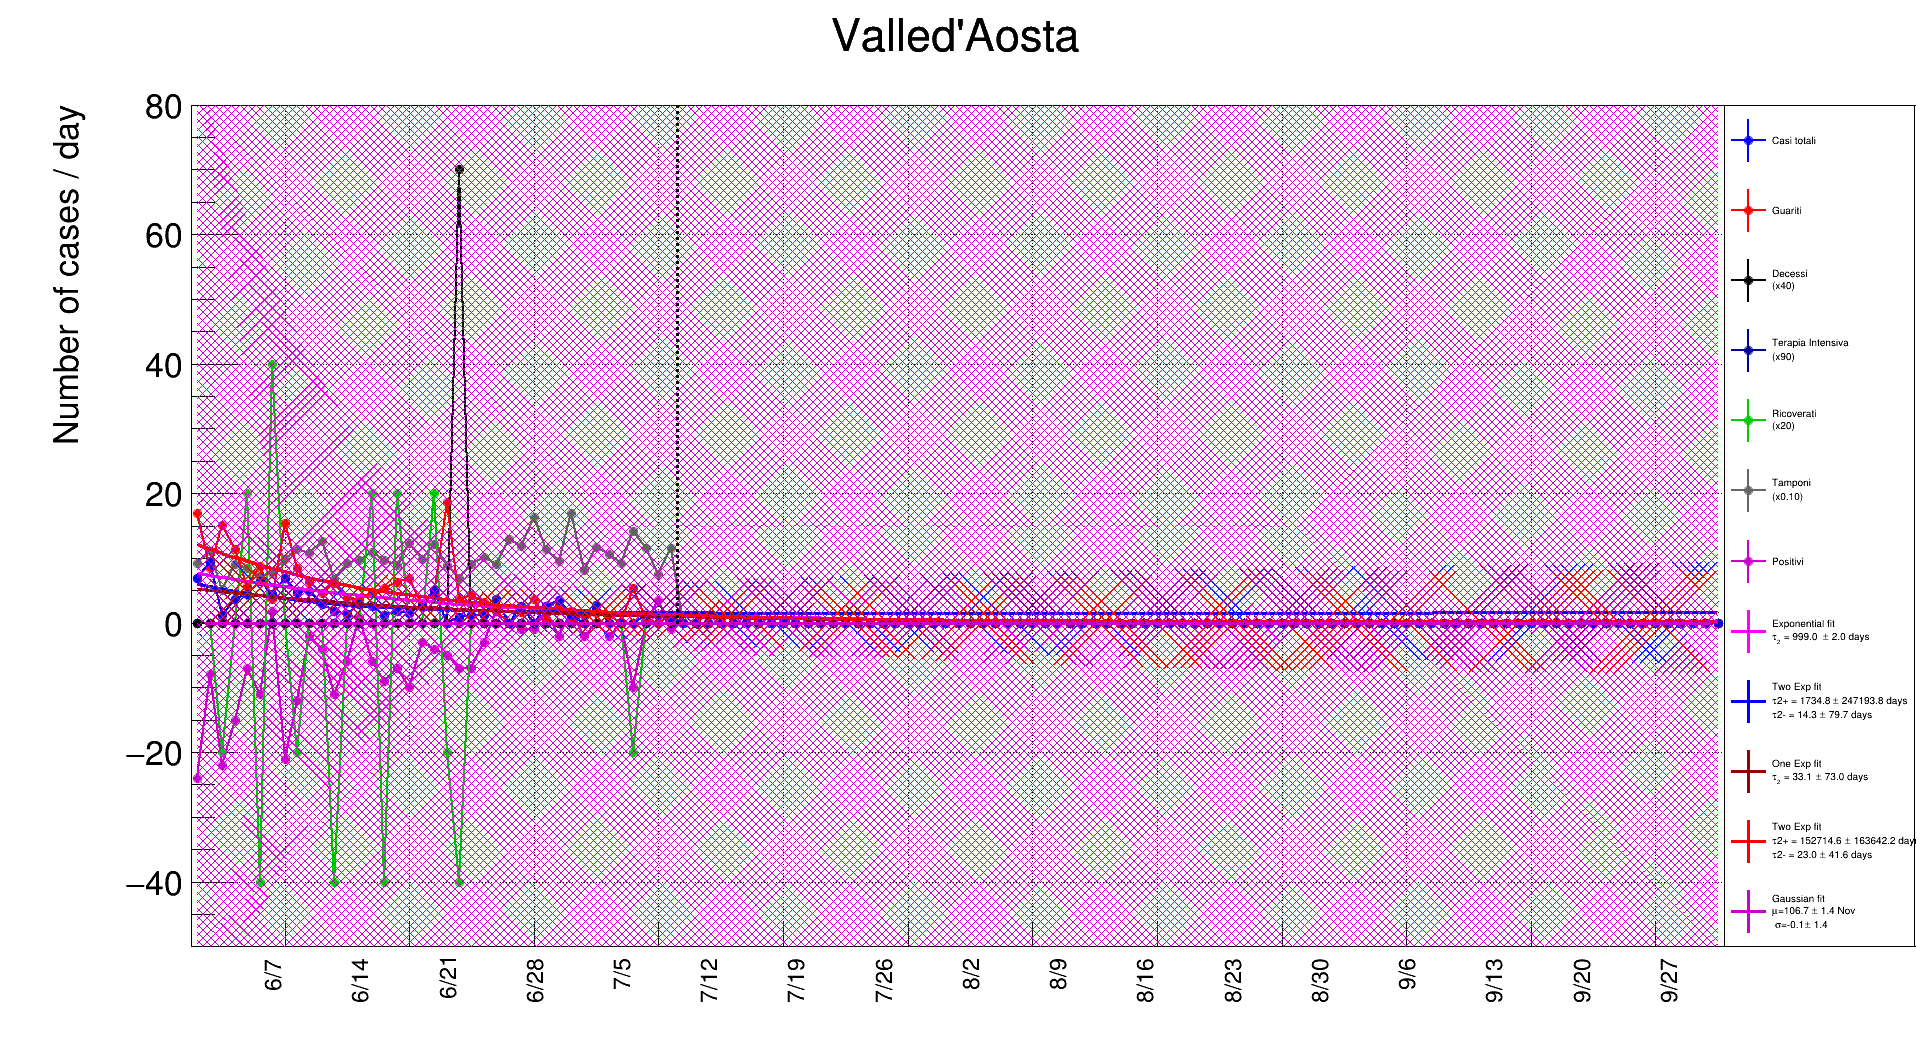 Valled'Aosta
Number of cases / day
80
60
40
20
0
−20
−40
6/7
6/14
6/21
6/28
7/5
7/12
7/19
7/26
8/2
8/9
8/16
8/23
8/30
9/6
9/13
9/20
9/27
Casi totali
Guariti
Decessi
(x40)
Terapia Intensiva
(x90)
Ricoverati
(x20)
Tamponi
(x0.10)
Positivi
Exponential fit
τ2 = 999.0 ± 2.0 days
Two Exp fit
τ2+ = 1734.8 ± 247193.8 days
τ2- = 14.3 ± 79.7 days
One Exp fit
τ2 = 33.1 ± 73.0 days
Two Exp fit
τ2+ = 152714.6 ± 163642.2 day
τ2- = 23.0 ± 41.6 days
Gaussian fit
μ=106.7 ± 1.4 Nov
σ=-0.1± 1.4